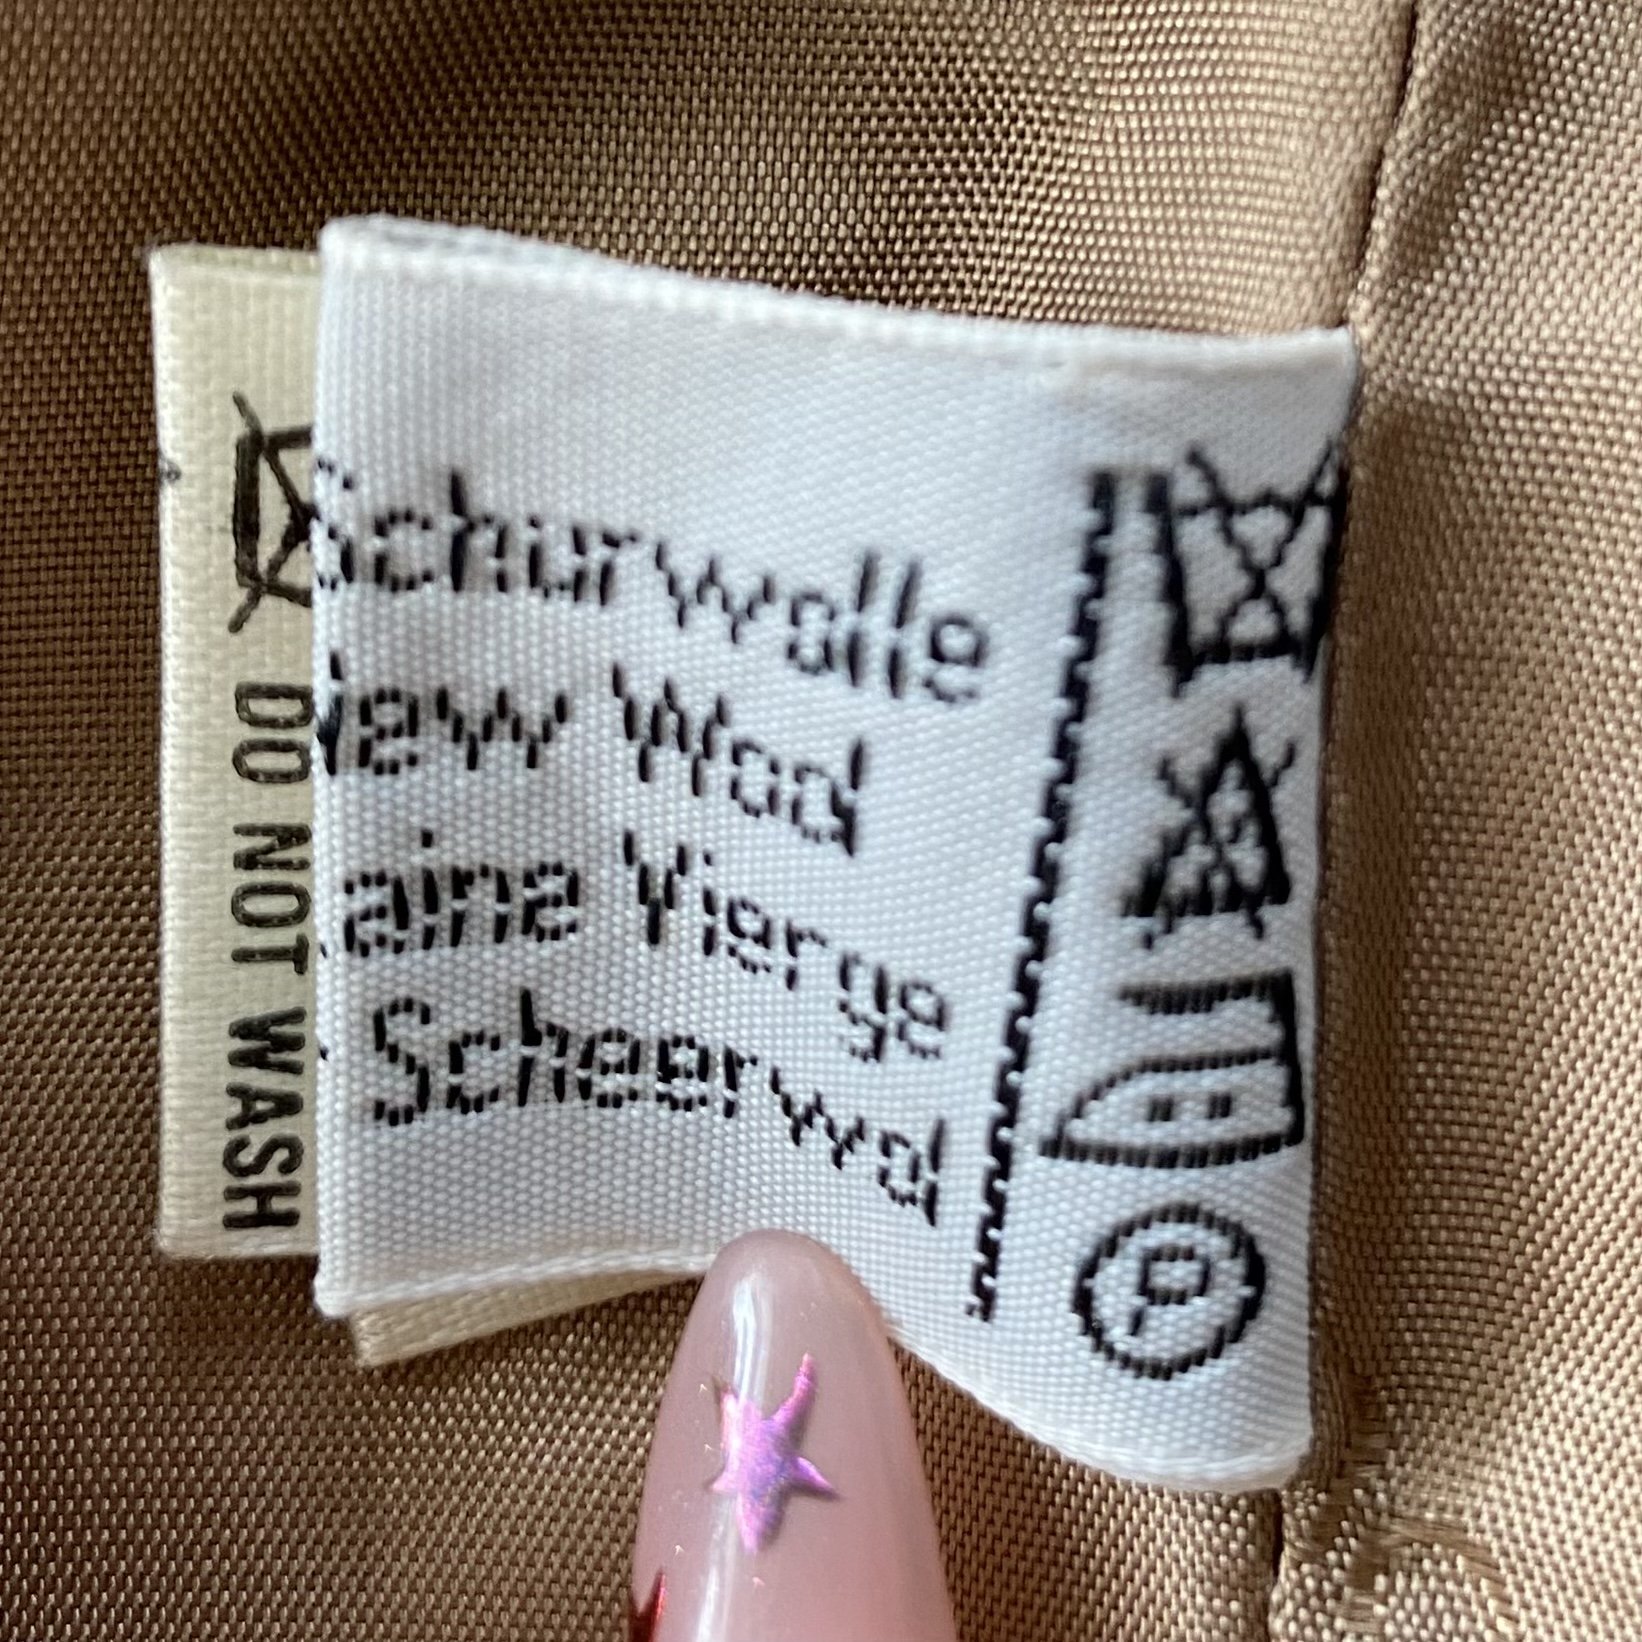 Schurwolle
New Wool
Laine Vierge
Scheerwol
P
DO NOT WASH